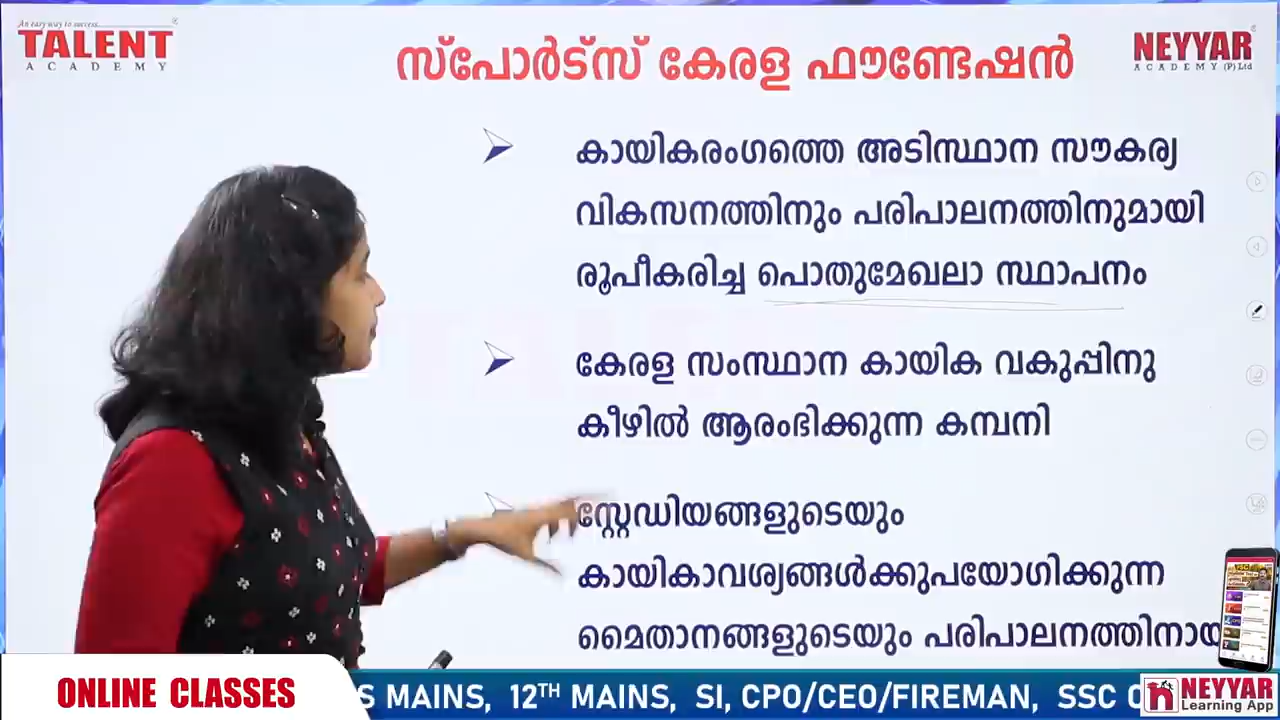 An easy way to success......
TALENT
ACADEMY
സ്പോർട്സ് കേരള ഫൗണ്ടേഷൻ
NEYYAR
ACADEMY (P) Ltd
കായികരംഗത്തെ അടിസ്ഥാന സൗകര്യ
വികസനത്തിനും പരിപാലനത്തിനുമായി
രൂപീകരിച്ച പൊതുമേഖലാ സ്ഥാപനം
കേരള സംസ്ഥാന കായിക വകുപ്പിനു
കീഴിൽ ആരംഭിക്കുന്ന കമ്പനി
സ്റ്റേഡിയങ്ങളുടെയും
കായികാവശ്യങ്ങൾക്കുപയോഗിക്കുന്ന
മൈതാനങ്ങളുടെയും പരിപാലനത്തിനായ
ONLINE CLASSES
S MAINS, 12TH MAINS, SI, CPO/CEO/FIREMAN, SSC
NEYYAR
Learning App